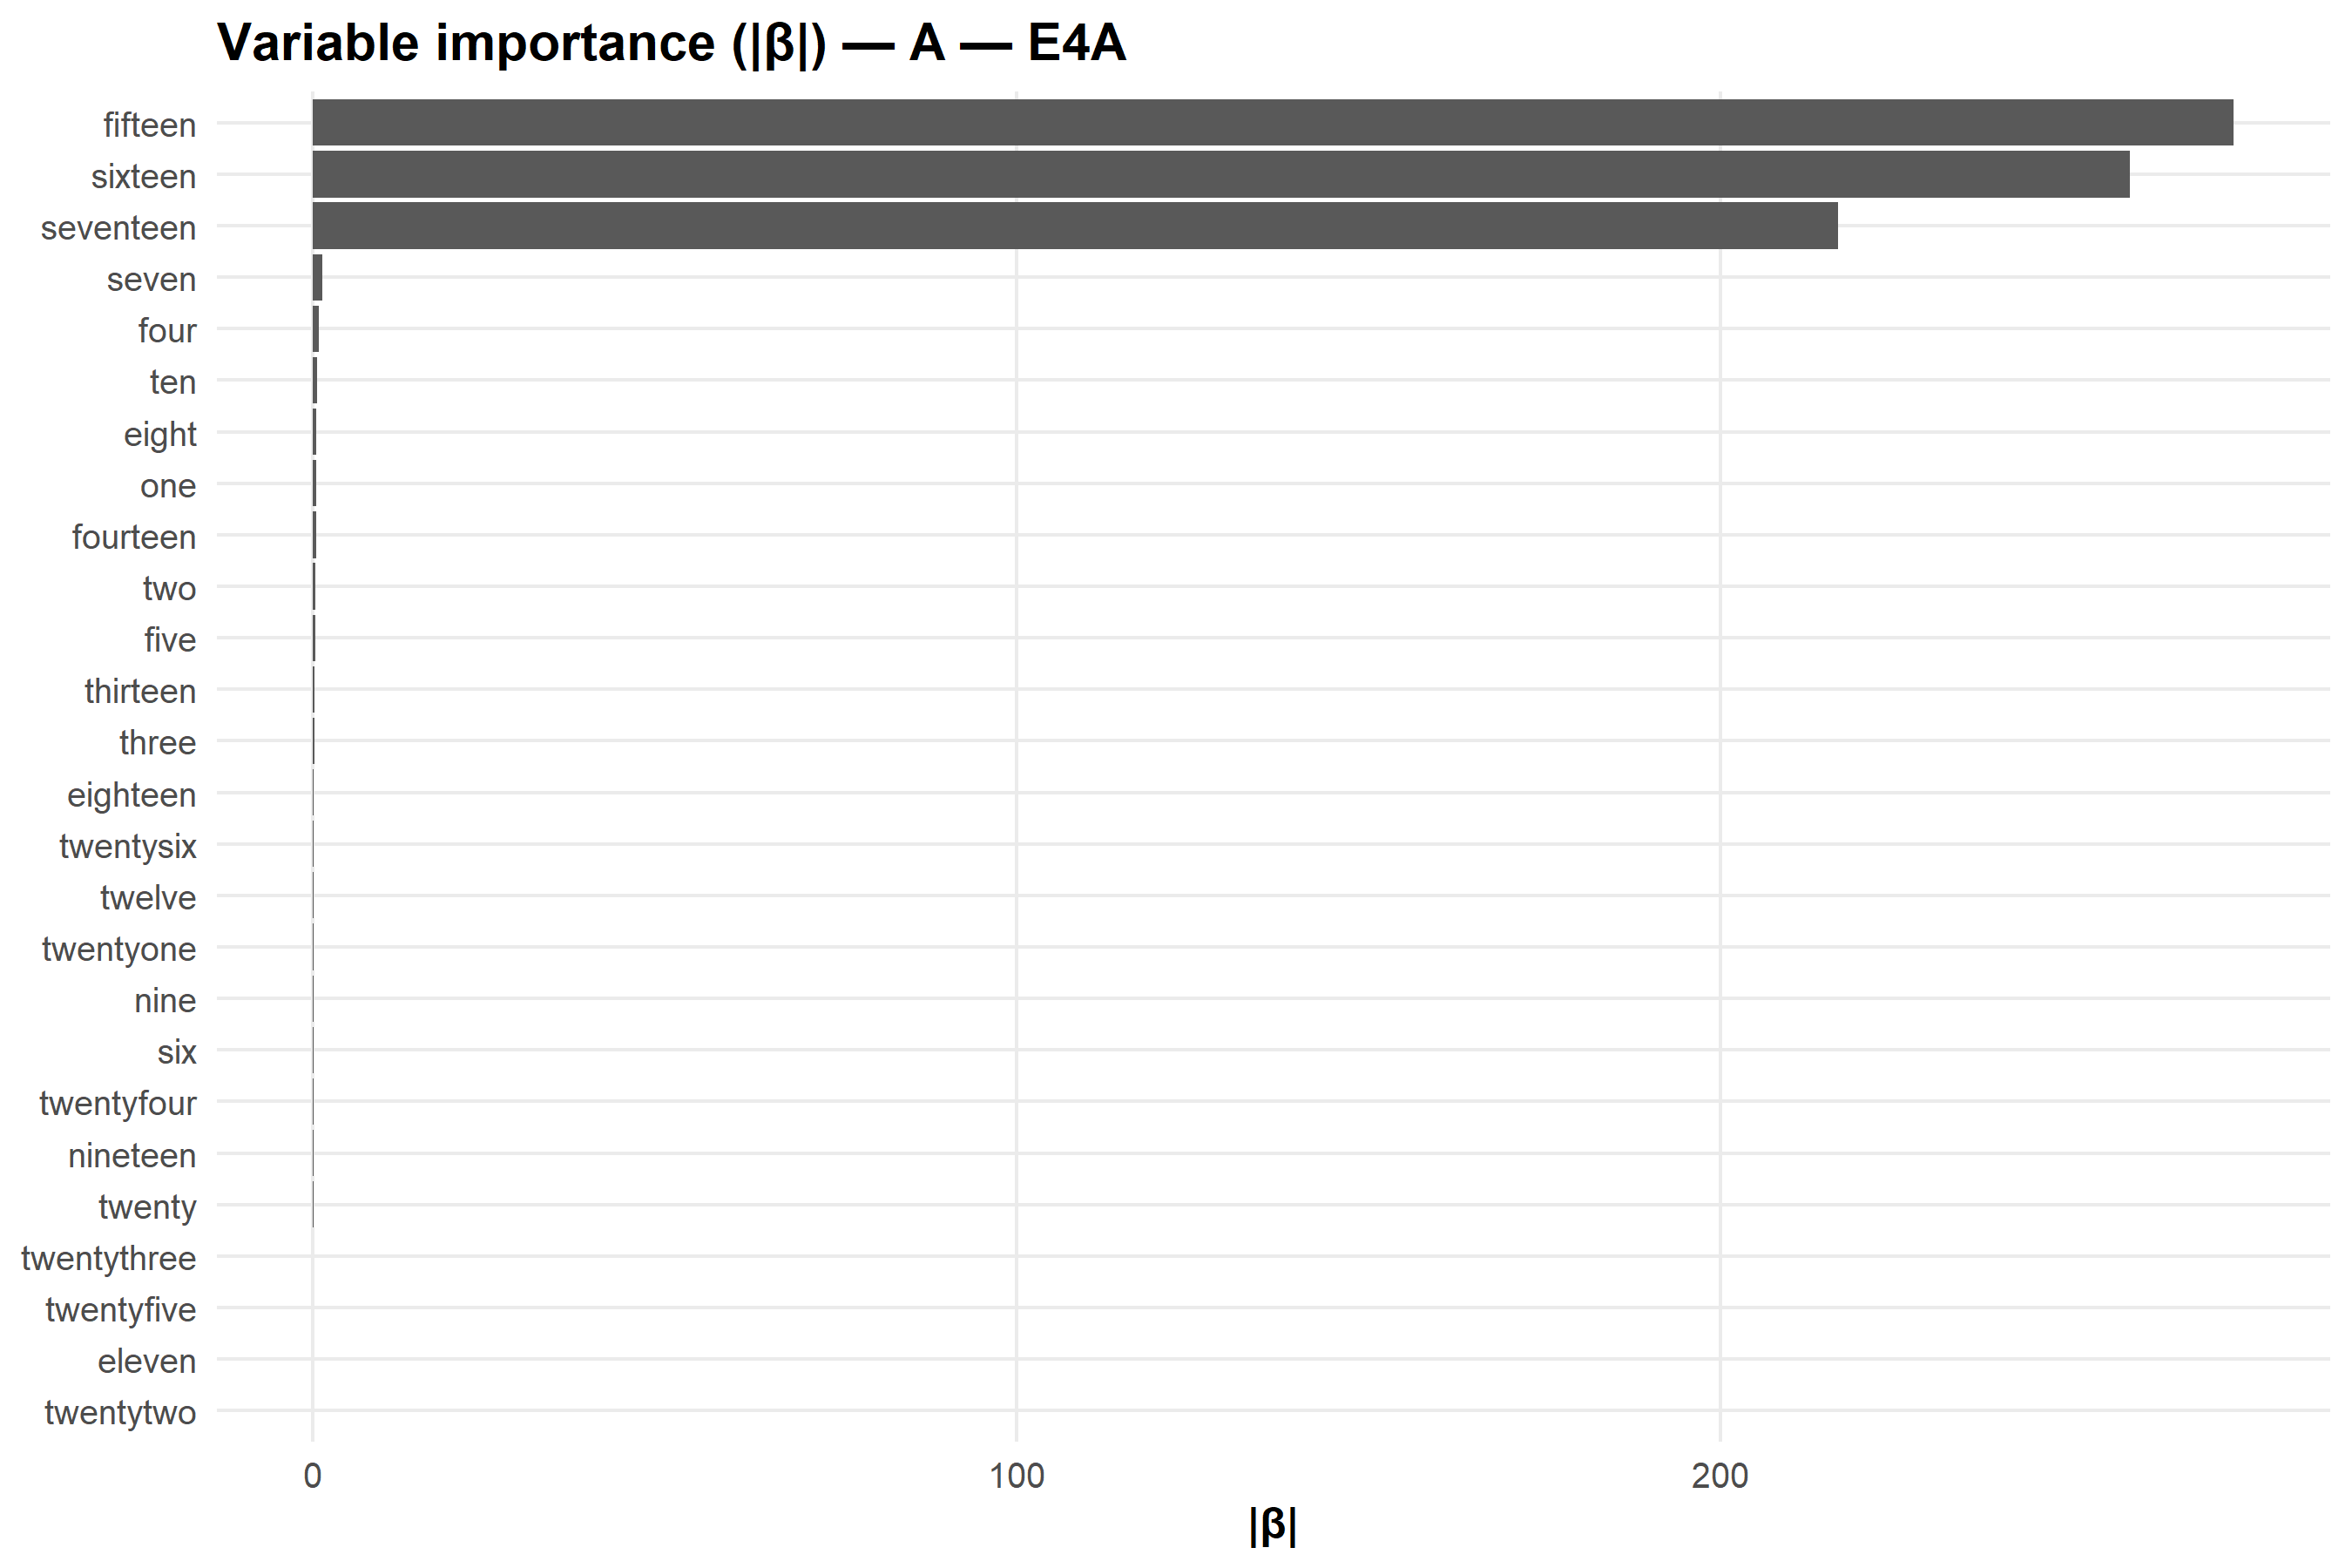 Variable importance (|β|) — A — E4A
fifteen
sixteen
seventeen
seven
four
ten
eight
one
fourteen
two
five
thirteen
three
eighteen
twentysix
twelve
twentyone
nine
six
twentyfour
nineteen
twenty
twentythree
twentyfive
eleven
twentytwo
0 100 200
|β|